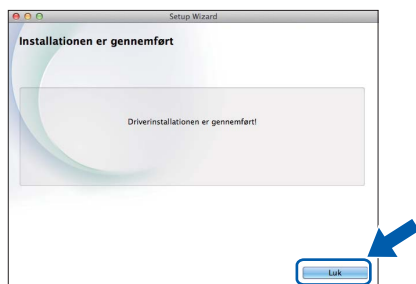 Setup Wizard
Installationen er gennemført
Driverinstallationen er gennemført!
Luk